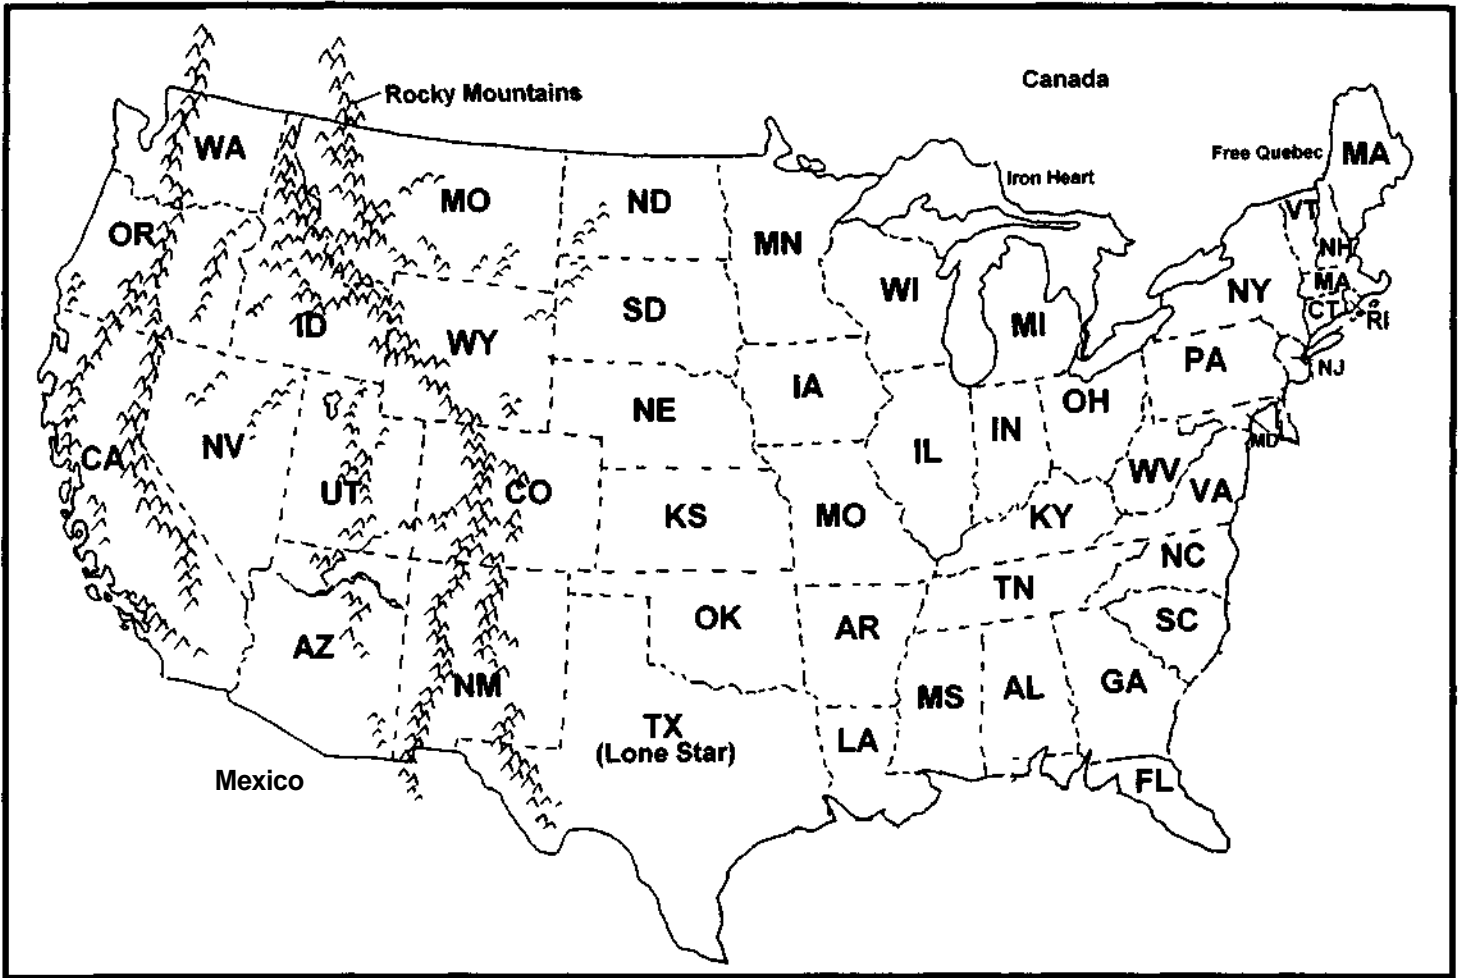 Canada
Rocky Mountains
WA
Free Quebec
MA
Iron Heart
MO
ND
VT
OR
MN
NH
MA
WI
NY
CT
SD
RI
ID
MI
WY
PA
NJ
IA
OH
NE
IN
MD
NV
IL
CA
WV
UT
CO
VA
KS
MO
KY
NC
TN
OK
SC
AR
AZ
GA
NM
AL
MS
TX
(Lone Star)
LA
Mexico
FL